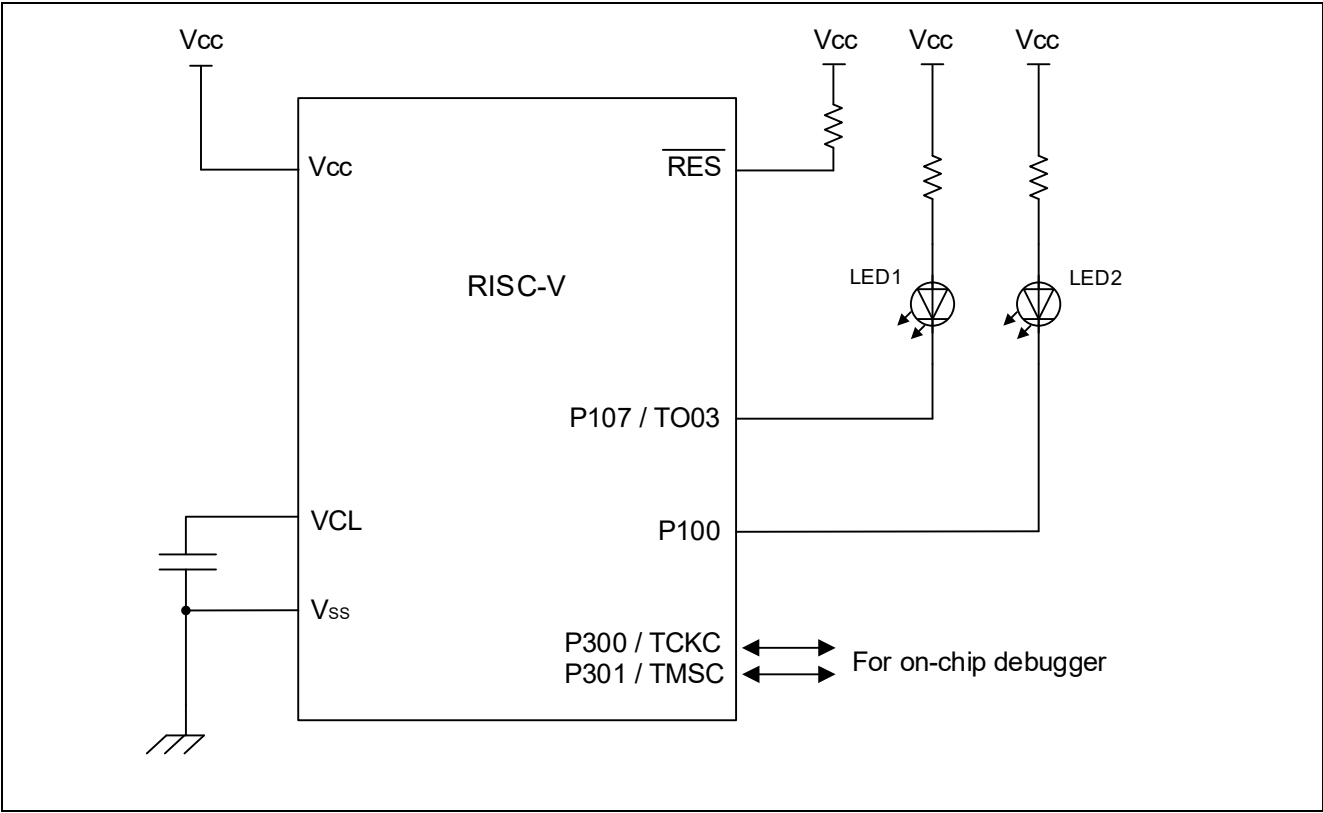 Vcc
Vcc
Vcc
Vcc
Vcc
RES
RISC-V
LED1
LED2
P107 / TO03
VCL
P100
Vss
P300 / TCKC
P301 / TMSC
For on-chip debugger